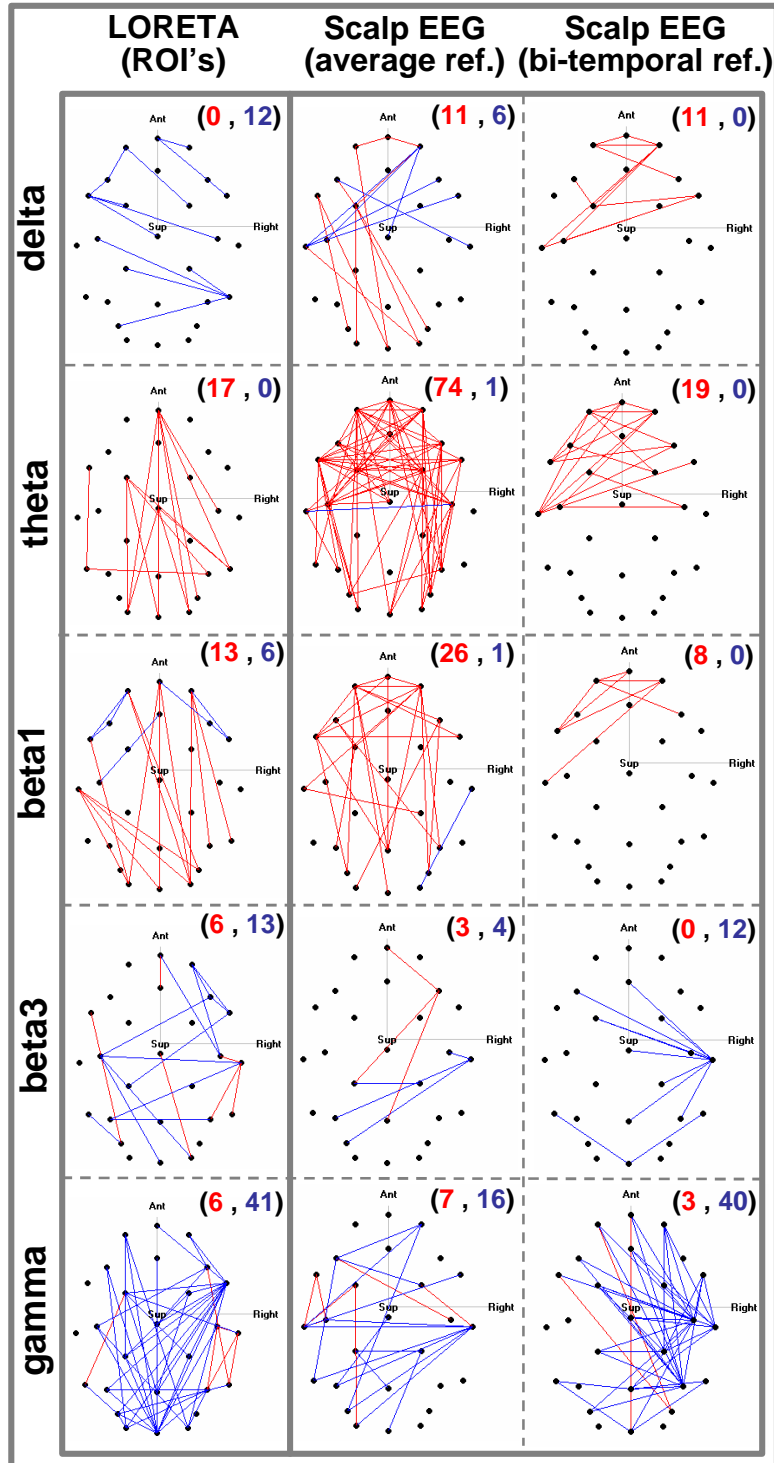 LORETA Scalp EEG Scalp EEG
(ROI's) (average ref.) (bi-temporal ref.)
delta
Ant (0 , 12)
Sup Right
Ant (11 , 6)
Sup Right
Ant (11 , 0)
Sup Right
theta
Ant (17 , 0)
Sup Right
Ant (74 , 1)
Sup Right
Ant (19 , 0)
Sup Right
beta1
Ant (13 , 6)
Sup Right
Ant (26 , 1)
Sup Right
Ant (8 , 0)
Sup Right
beta3
Ant (6 , 13)
Sup Right
Ant (3 , 4)
Sup Right
Ant (0 , 12)
Sup Right
gamma
Ant (6 , 41)
Sup Right
Ant (7 , 16)
Sup Right
Ant (3 , 40)
Sup Right